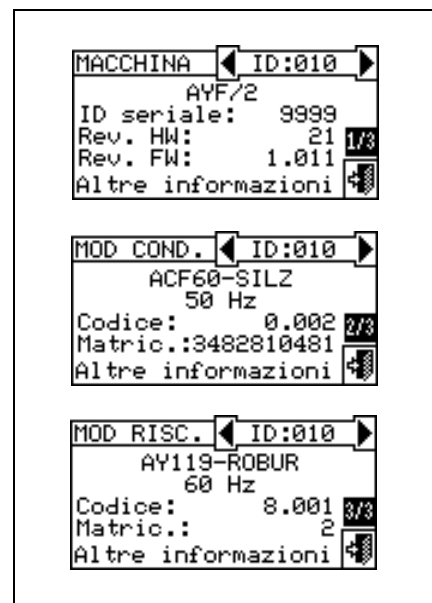 MACCHINA ID:010
AYF/2
ID seriale: 9999
Rev. HW: 21 1/3
Rev. FW: 1.011
Altre informazioni
MOD COND. ID:010
ACF60-SILZ
50 Hz
Codice: 0.002 2/3
Matric.:3482810481
Altre informazioni
MOD RISC. ID:010
AY119-ROBUR
60 Hz
Codice: 8.001 3/3
Matric.: 2
Altre informazioni